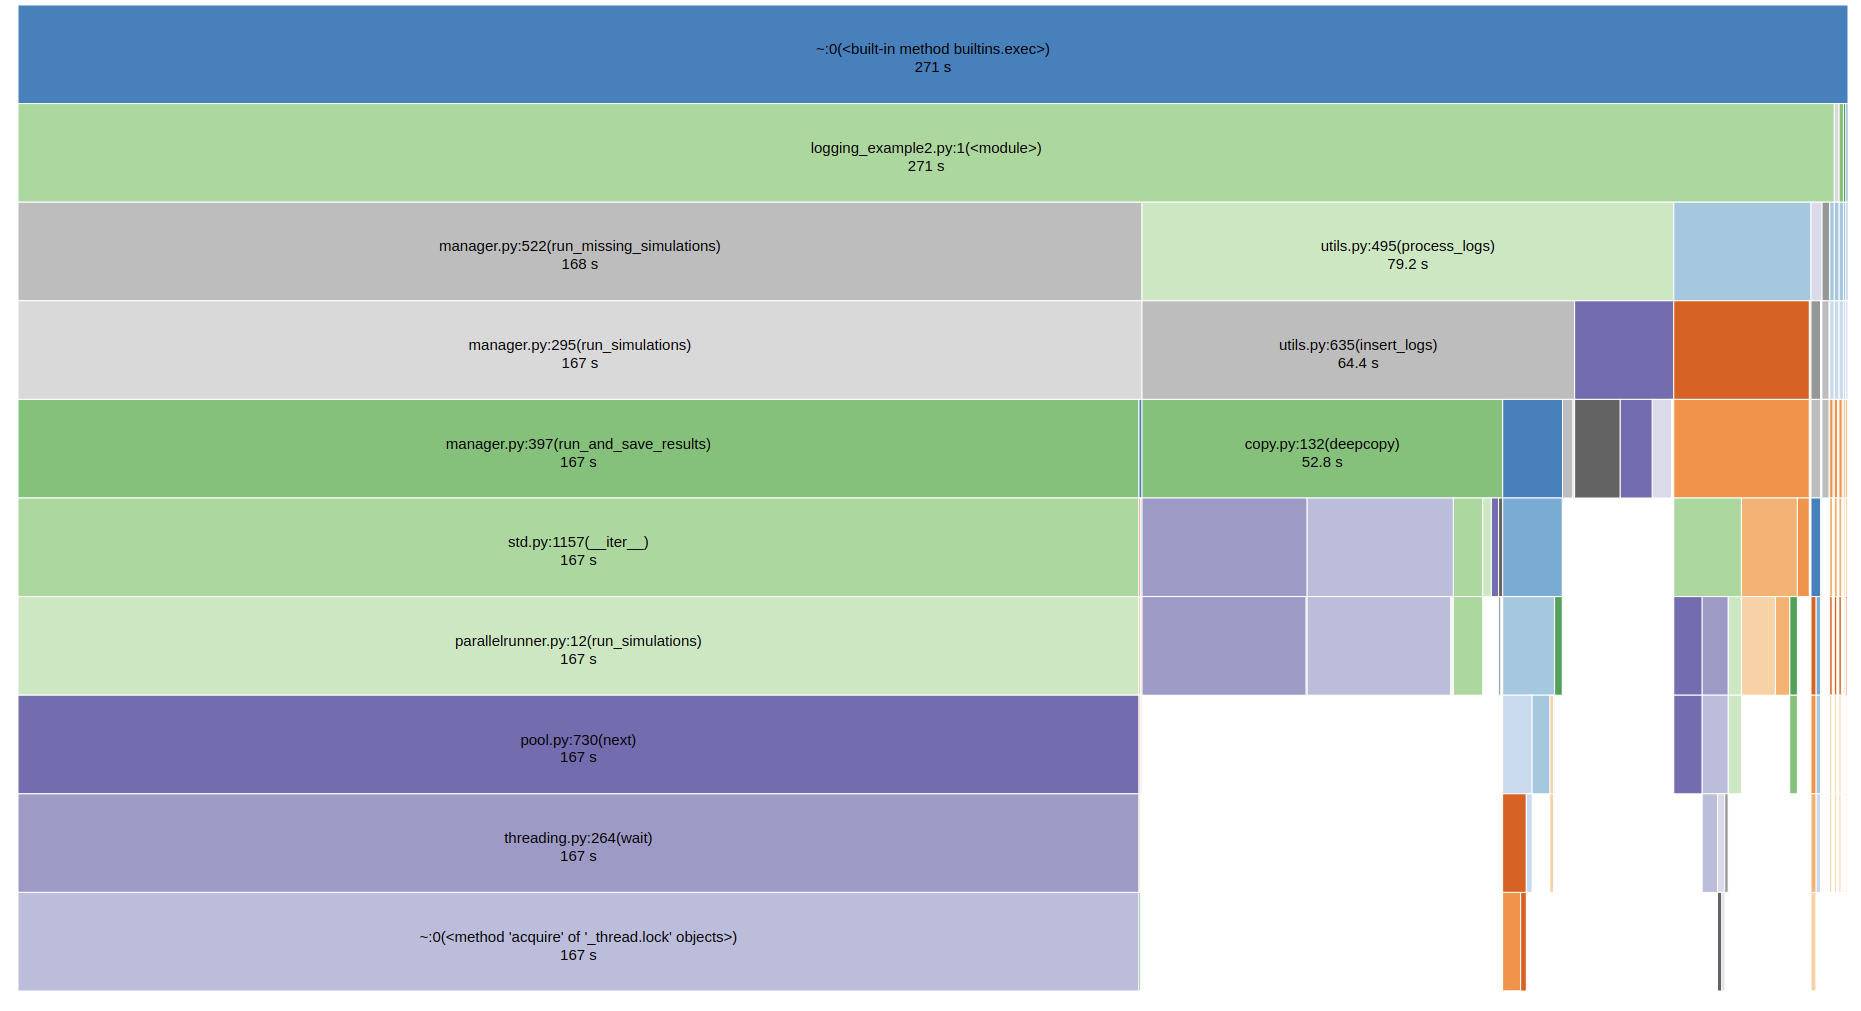 ~:0(<built-in method builtins.exec>)
271 s
logging_example2.py:1(<module>)
271 s
manager.py:522(run_missing_simulations)
168 s
utils.py:495(process_logs)
79.2 s
manager.py:295(run_simulations)
167 s
utils.py:635(insert_logs)
64.4 s
manager.py:397(run_and_save_results)
167 s
copy.py:132(deepcopy)
52.8 s
std.py:1157(__iter__)
167 s
parallelrunner.py:12(run_simulations)
167 s
pool.py:730(next)
167 s
threading.py:264(wait)
167 s
~:0(<method 'acquire' of '_thread.lock' objects>)
167 s